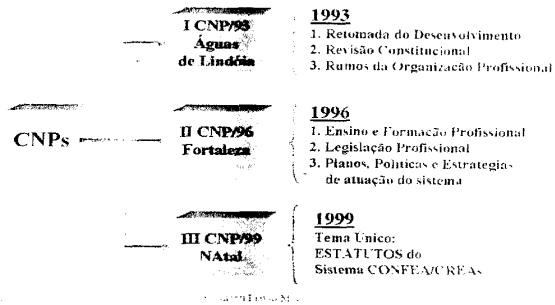 CNPs
I CNP/93
Águas
de Lindóia
1993
1. Retomada do Desenvolvimento
2. Revisão Constitucional
3. Rumos da Organização Profissional
II CNP/96
Fortaleza
1996
1. Ensino e Formação Profissional
2. Legislação Profissional
3. Planos, Políticas e Estratégias
de atuação do sistema
III CNP/99
NAtal
1999
Tema Unico:
ESTATUTOS do
Sistema CONFEA/CREAs